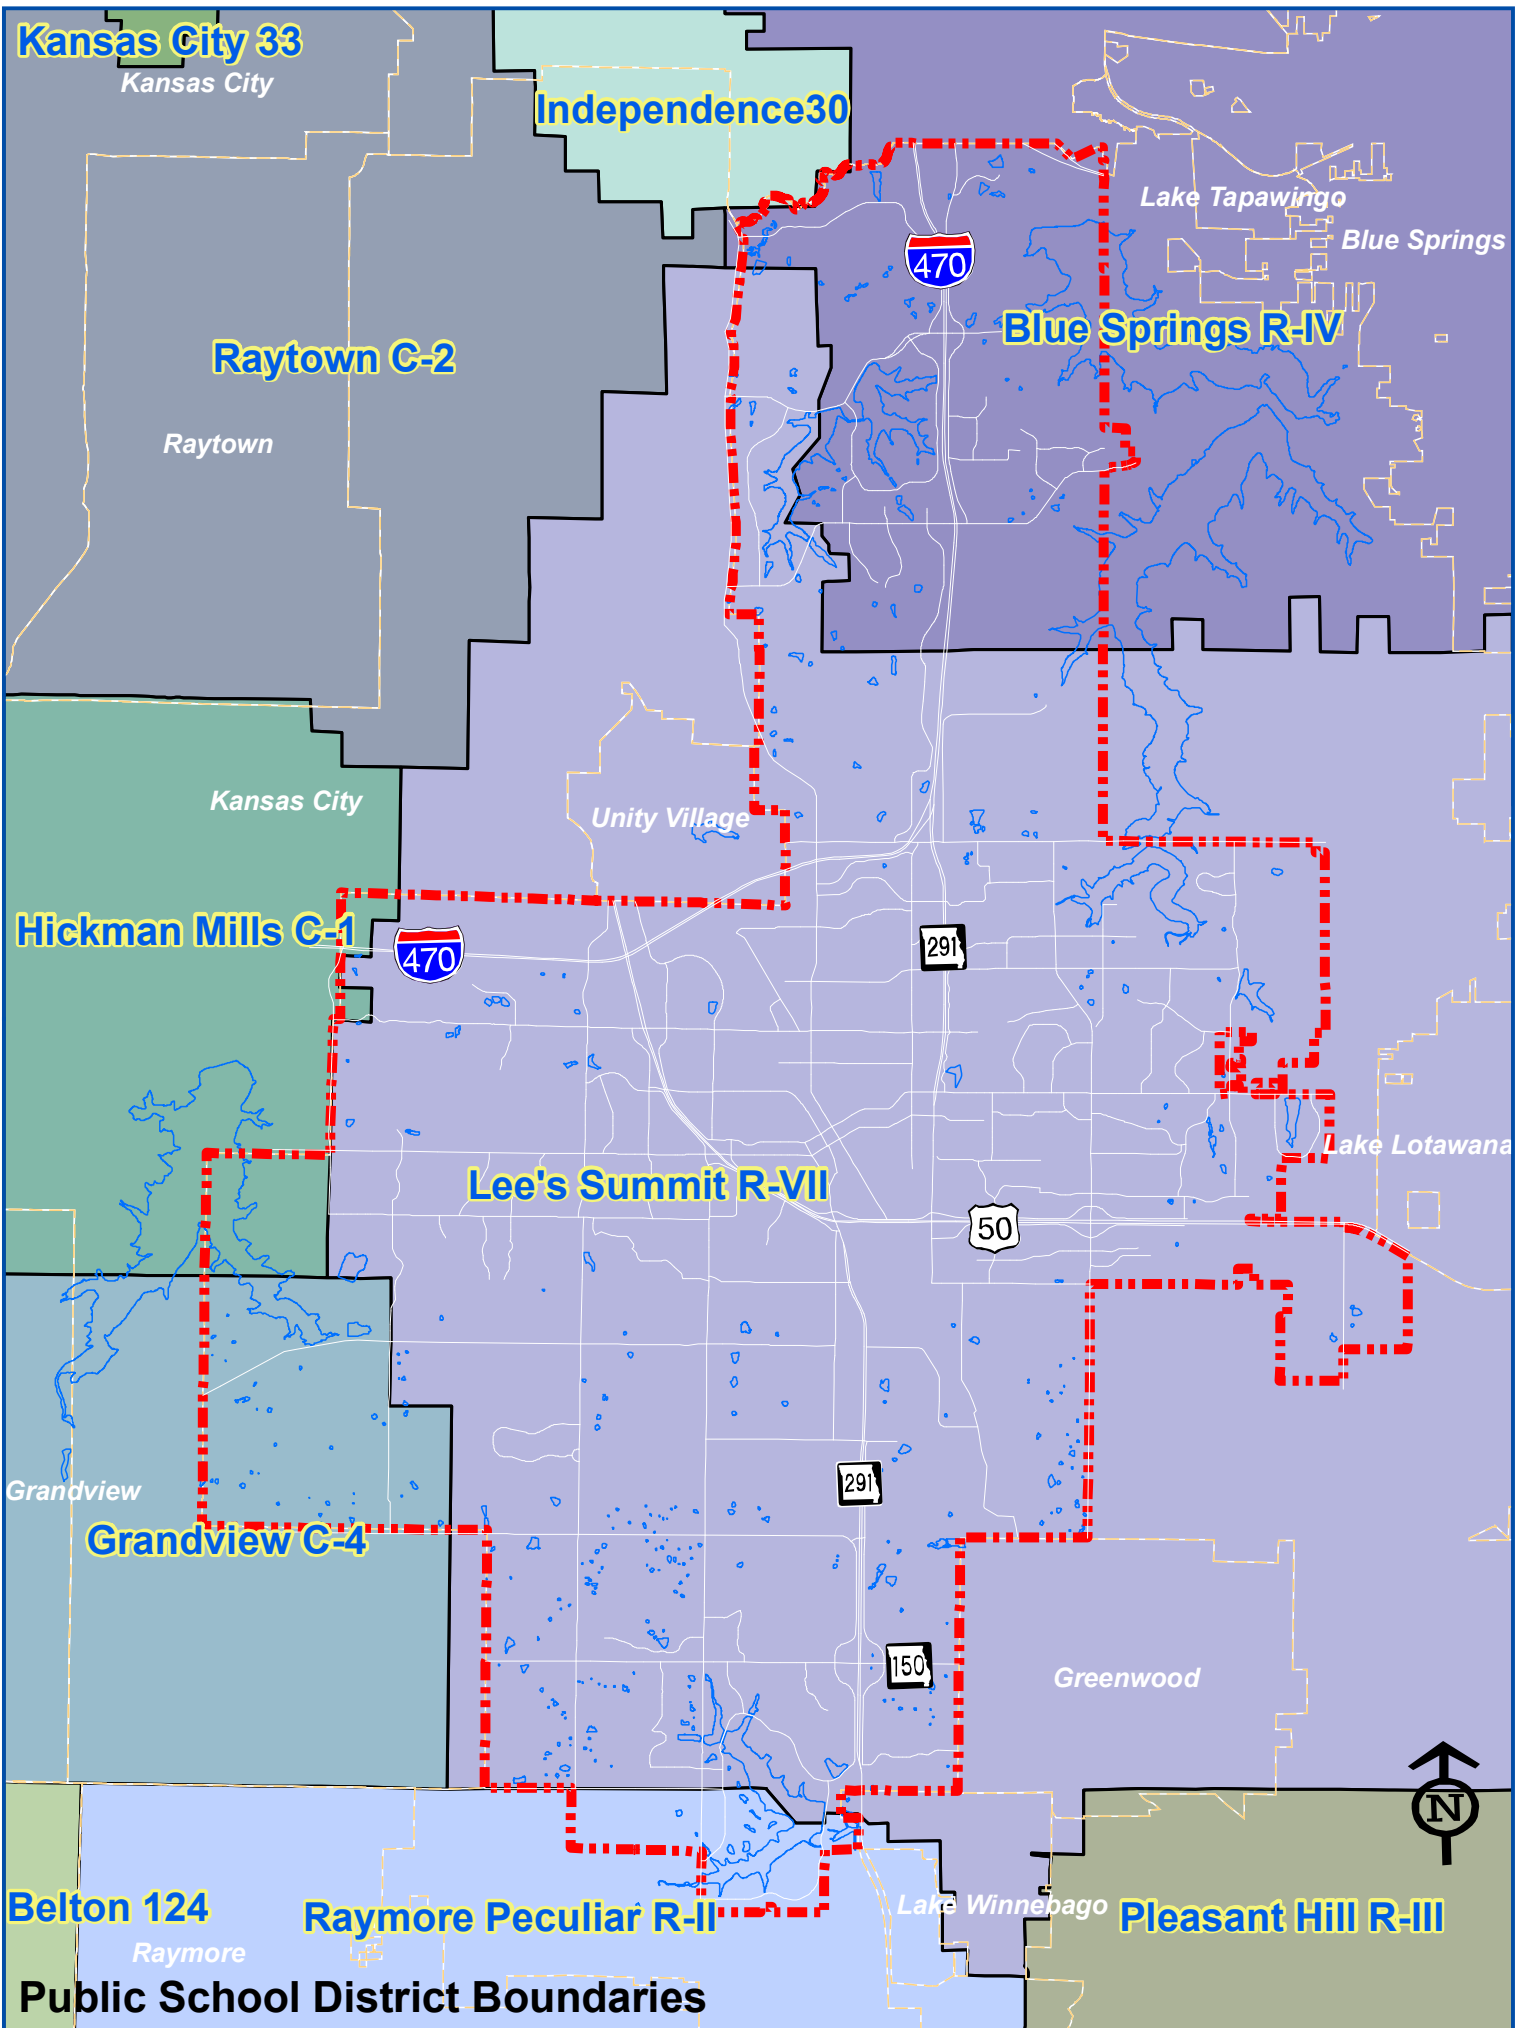 Kansas City 33
Kansas City
Independence30
Lake Tapawingo
Blue Springs
470
Blue Springs R-IV
Raytown C-2
Raytown
Kansas City
Unity Village
Hickman Mills C-1
470
291
Lake Lotawana
Lee's Summit R-VII
50
291
Grandview
Grandview C-4
150
Greenwood
N
Belton 124
Raymore Peculiar R-II
Lake Winnebago
Pleasant Hill R-III
Raymore
Public School District Boundaries